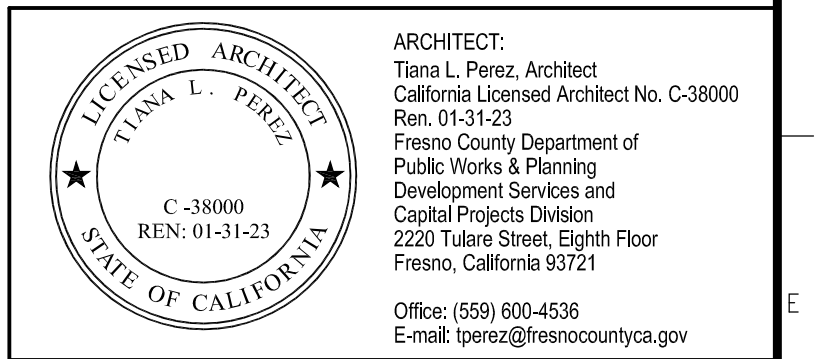 LICENSED ARCHITECT
TIANA L. PEREZ
C -38000
REN: 01-31-23
STATE OF CALIFORNIA
ARCHITECT:
Tiana L. Perez, Architect
California Licensed Architect No. C-38000
Ren. 01-31-23
Fresno County Department of
Public Works & Planning
Development Services and
Capital Projects Division
2220 Tulare Street, Eighth Floor
Fresno, California 93721
Office: (559) 600-4536
E-mail: tperez@fresnocountyca.gov
E